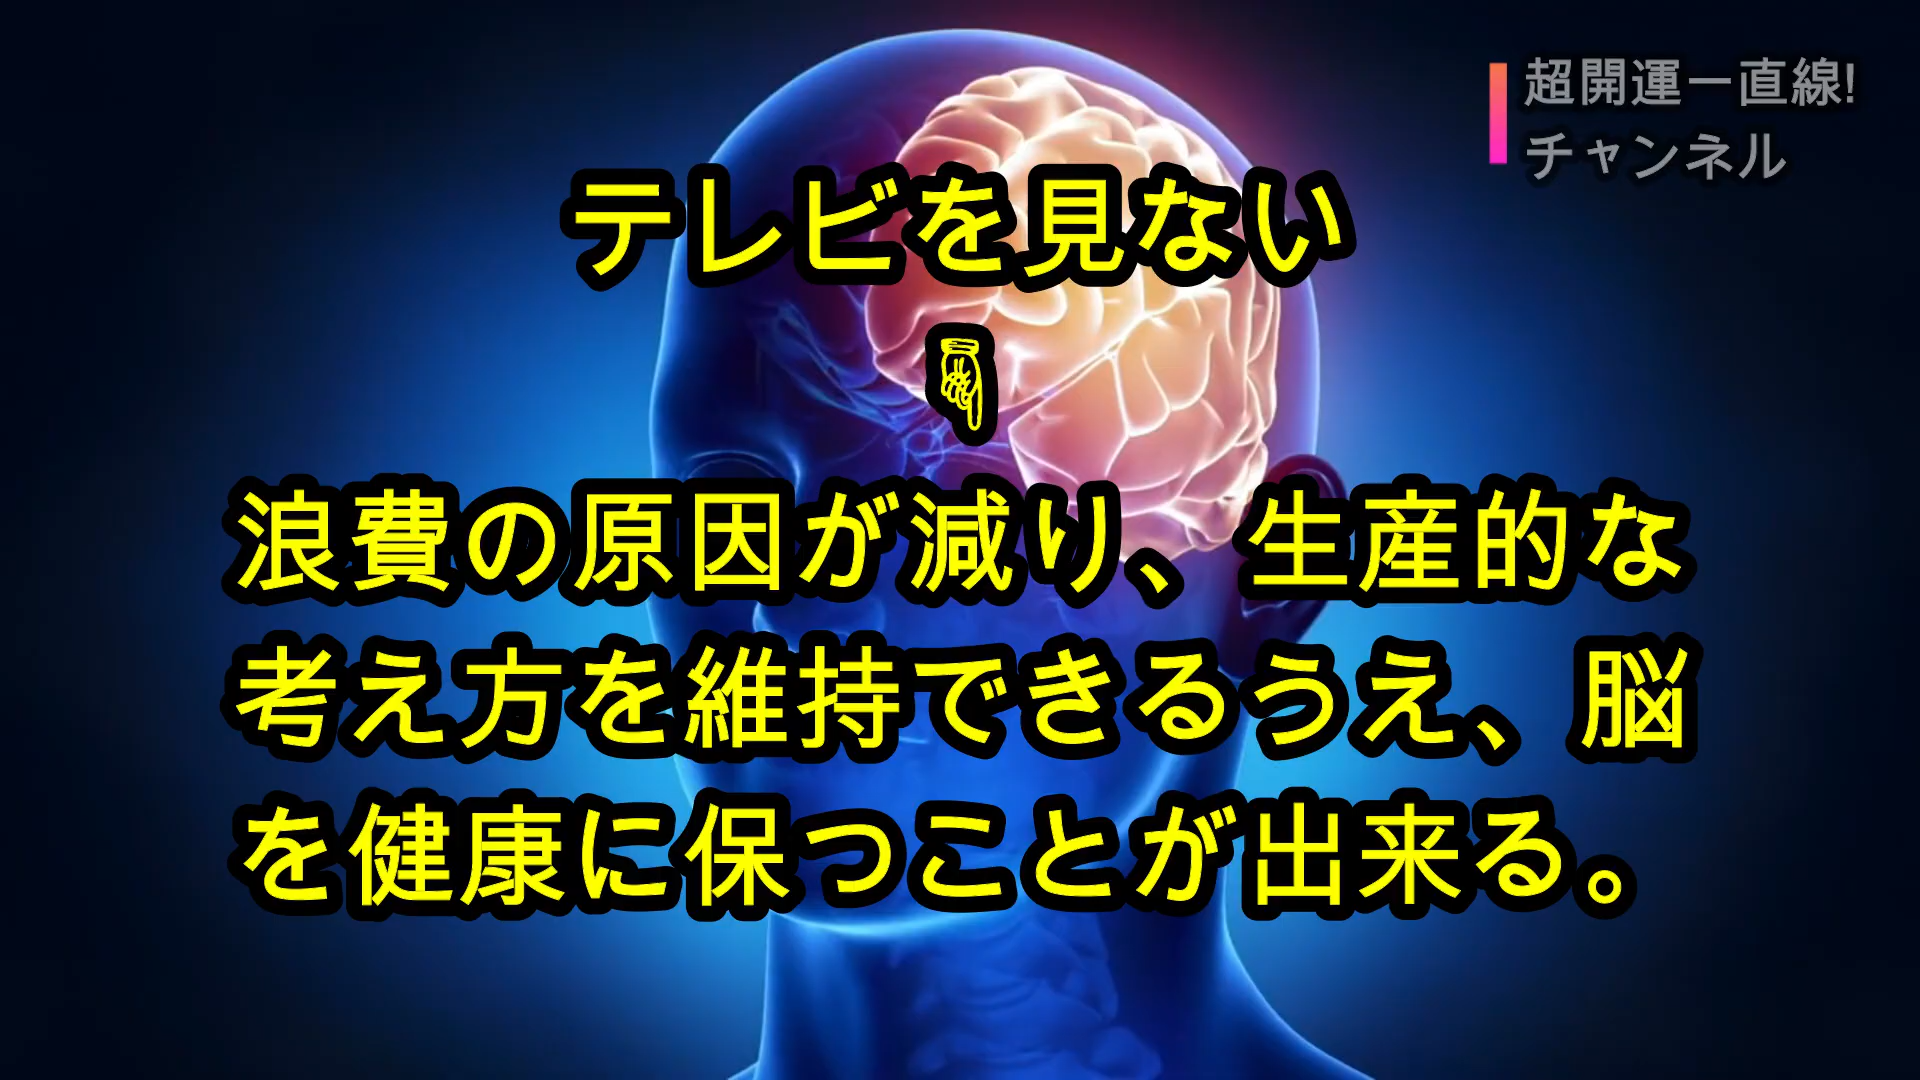 超開運一直線!
チャンネル
テレビを見ない
☟
浪費の原因が減り、生産的な
考え方を維持できるうえ、脳
を健康に保つことが出来る。